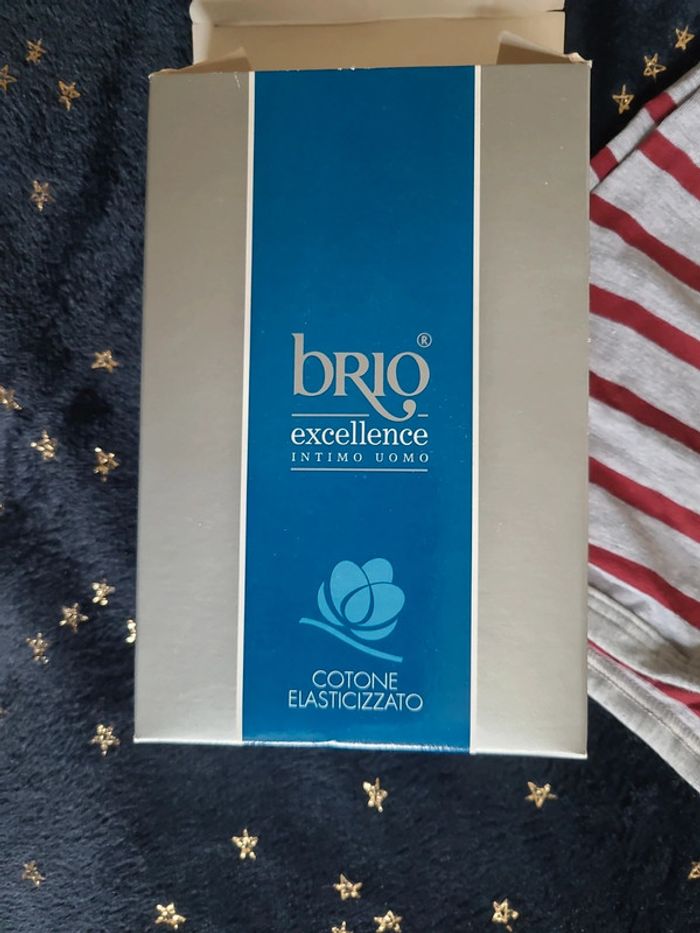 brio®
excellence
INTIMO UOMO
COTONE
ELASTICIZZATO